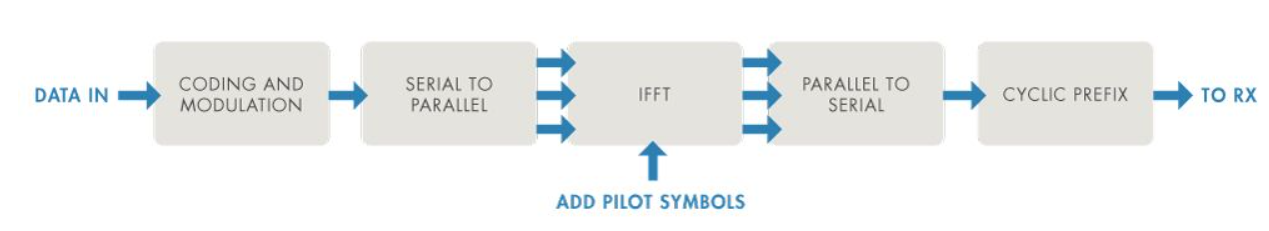 DATA IN
CODING AND
MODULATION
SERIAL TO
PARALLEL
IFFT
PARALLEL TO
SERIAL
CYCLIC PREFIX
TO RX
ADD PILOT SYMBOLS